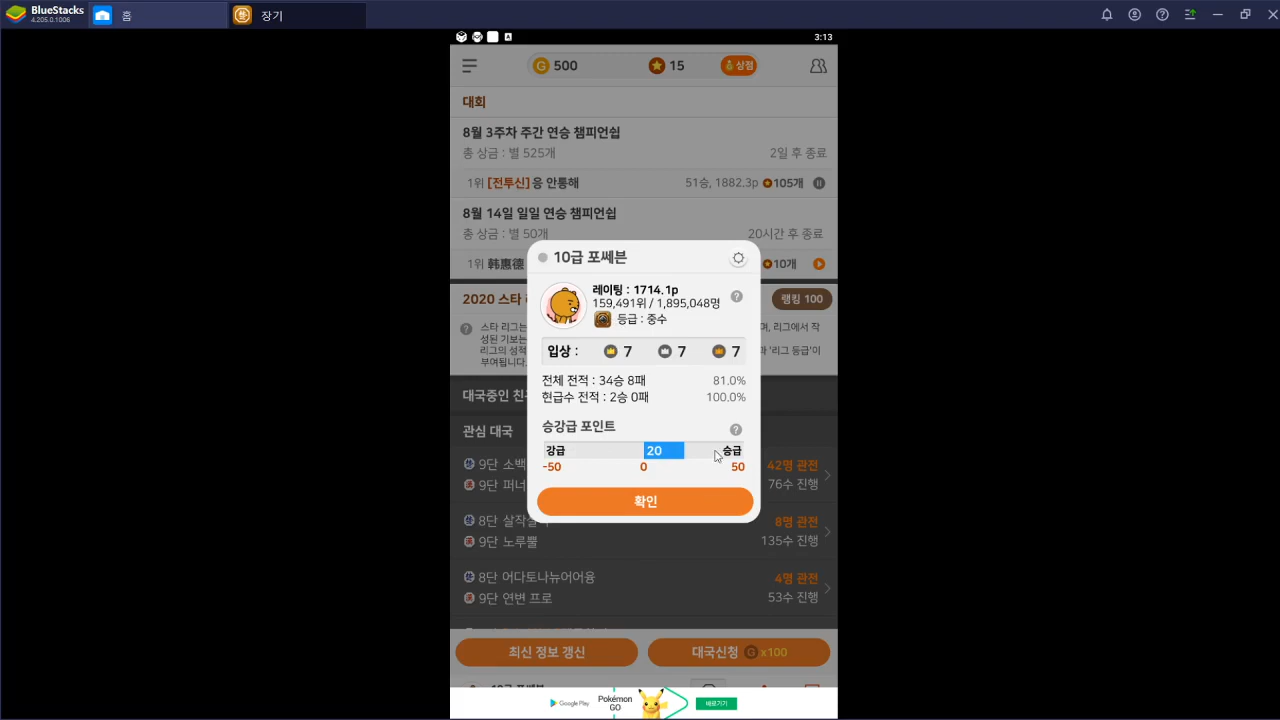 BlueStacks
4.205.0.1006
홈
장기
3:13
G 500
15
상점
대회
8월 3주차 주간 연승 챔피언쉽
총 상금 : 별 525개
2일 후 종료
1위 [전투신]응 안통해
51승, 1882.3p
105개
8월 14일 일일 연승 챔피언쉽
총 상금 : 별 50개
20시간 후 종료
1위 韩惠德
10개
10급 포쎄븐
레이팅 : 1714.1p
159,491위 / 1,895,048명
등급 : 중수
입상 :
7
7
7
전체 전적 : 34승 8패
81.0%
현급수 전적 : 2승 0패
100.0%
승강급 포인트
강급
20
승급
-50
0
50
확인
2020 스타
랭킹 100
스타 리그는
며, 리그에서 작
성된 기보는
리그의 성적
'리그 등급'이
부여됩니다.
대국중인 친
관심 대국
9단 소백
42명 관전
9단 퍼너
76수 진행
8단 살작
8명 관전
9단 노루뿔
135수 진행
8단 어다토나뉴어어융
4명 관전
9단 연변 프로
53수 진행
최신 정보 갱신
대국신청 G x100
Google Play
Pokémon
GO
바로가기